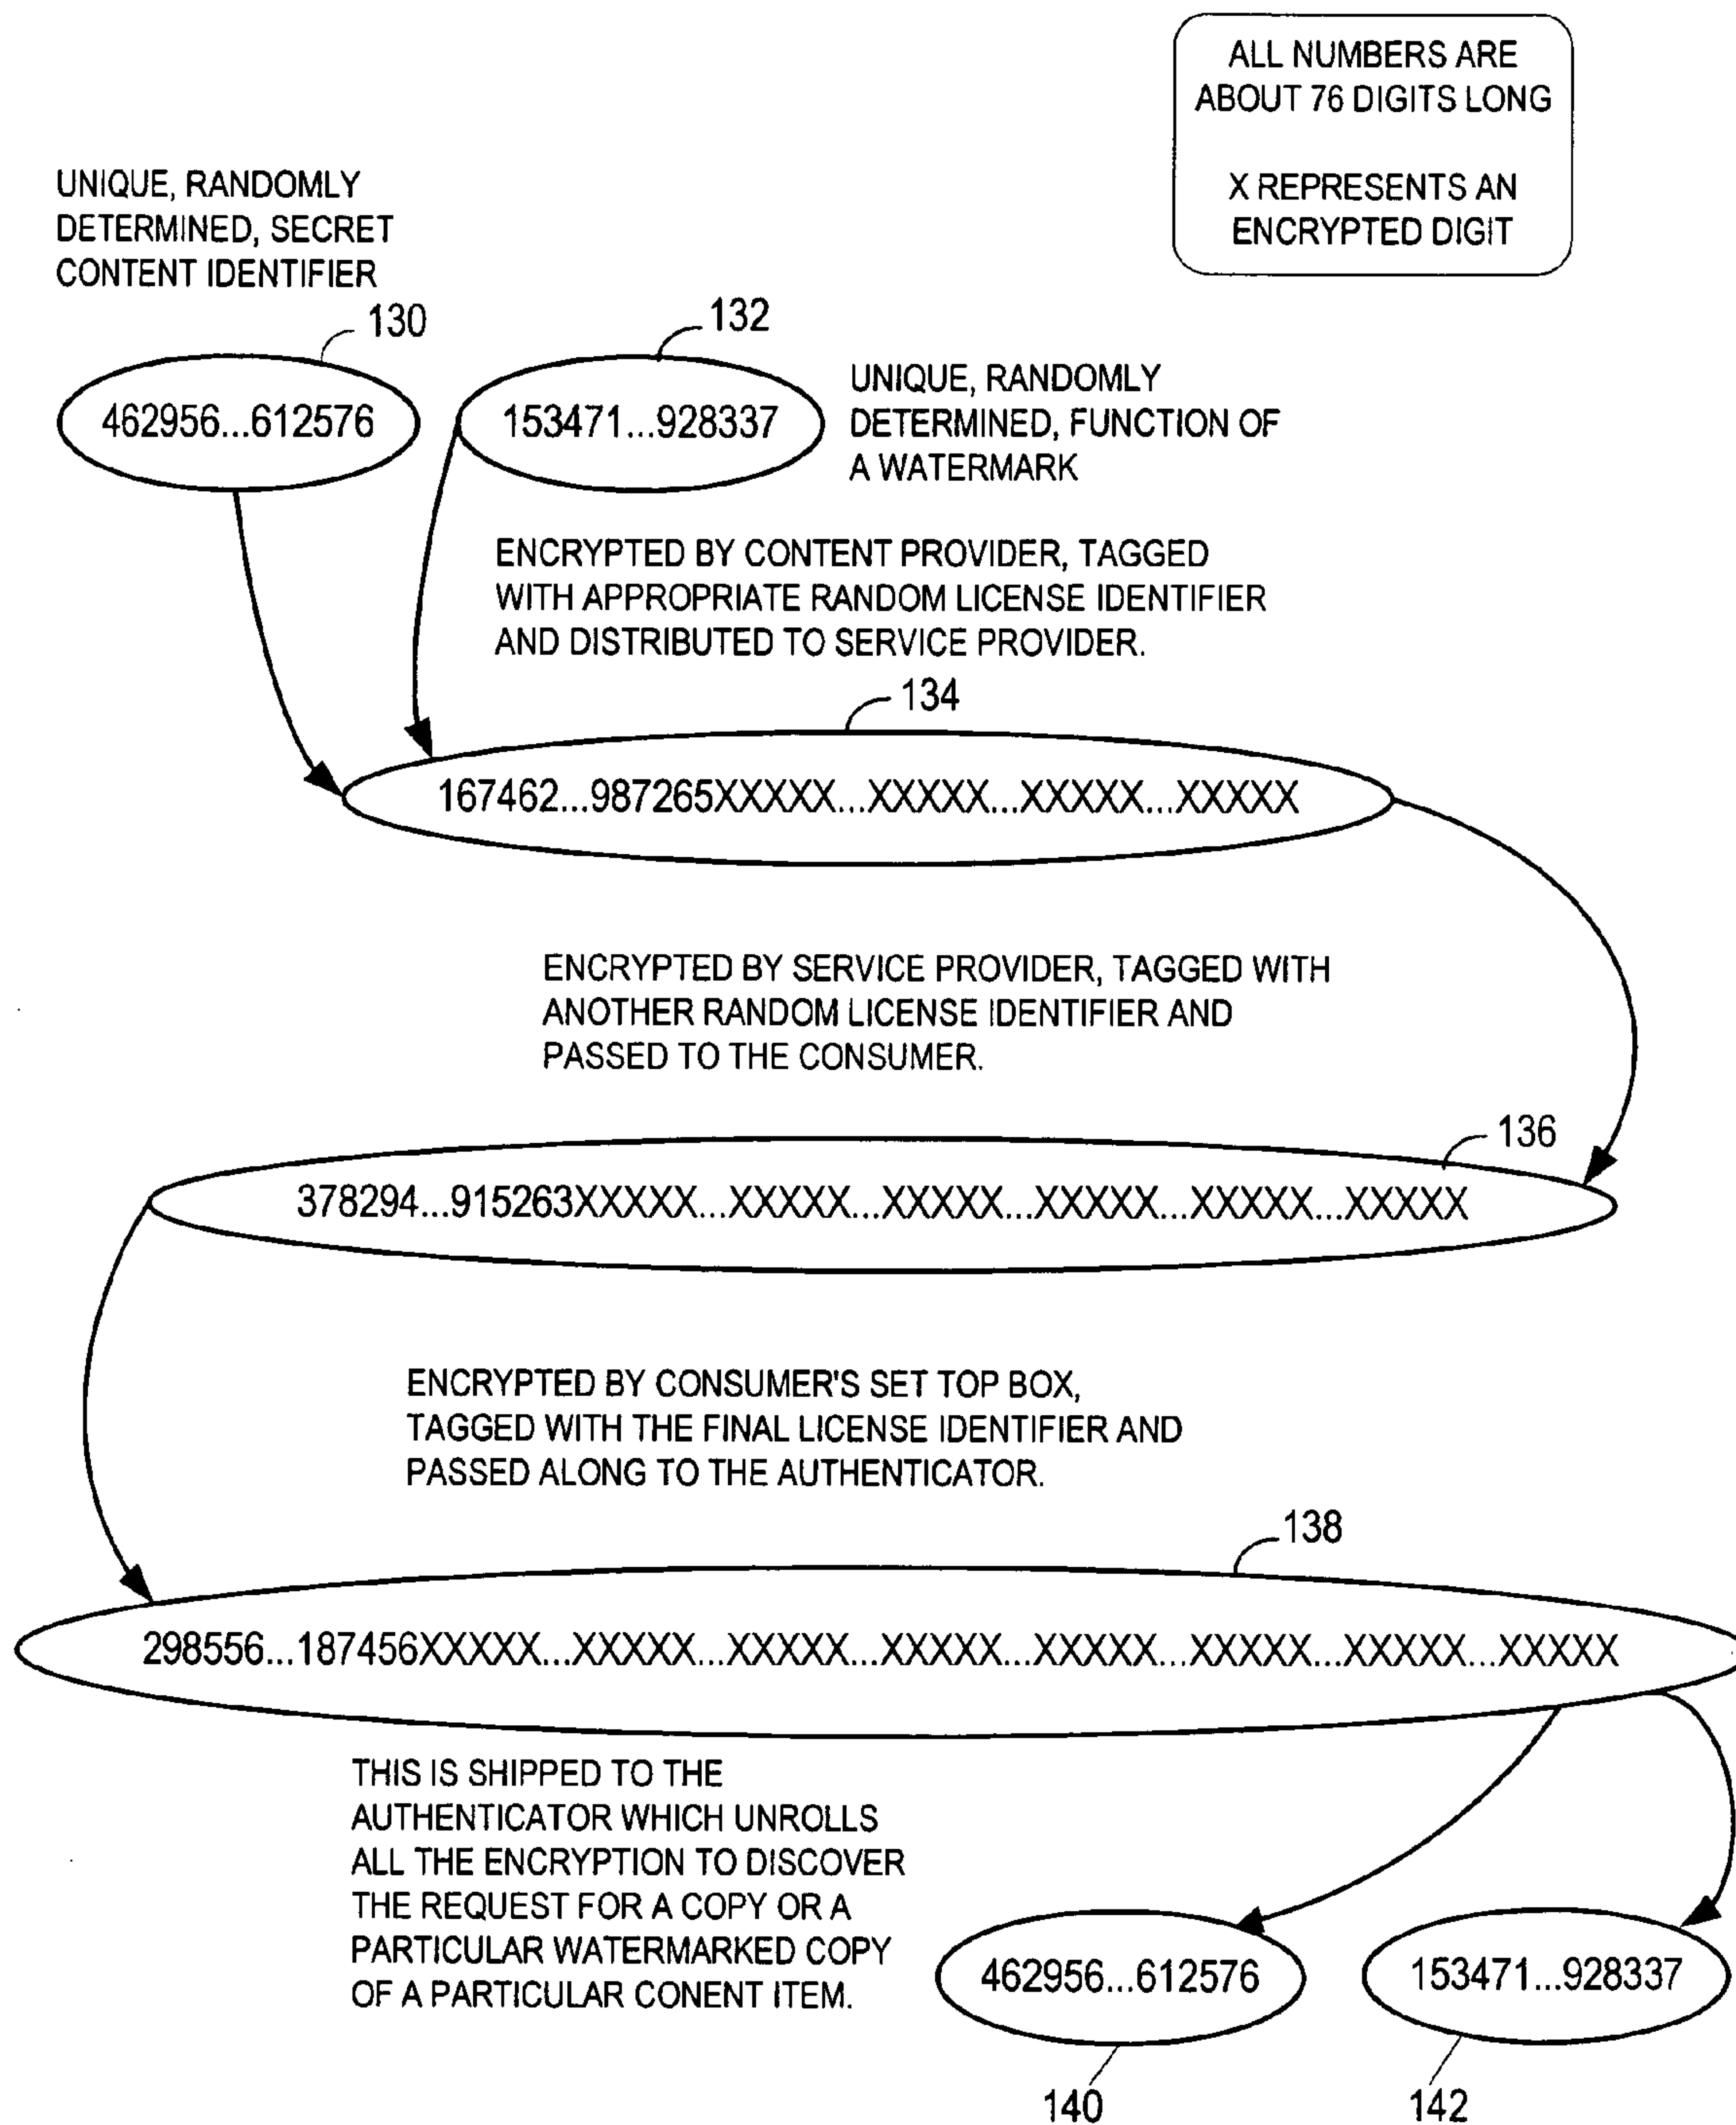 ALL NUMBERS ARE
ABOUT 76 DIGITS LONG
X REPRESENTS AN
ENCRYPTED DIGIT
UNIQUE, RANDOMLY
DETERMINED, SECRET
CONTENT IDENTIFIER
130
132
462956...612576
153471...928337
UNIQUE, RANDOMLY
DETERMINED, FUNCTION OF
A WATERMARK
ENCRYPTED BY CONTENT PROVIDER, TAGGED
WITH APPROPRIATE RANDOM LICENSE IDENTIFIER
AND DISTRIBUTED TO SERVICE PROVIDER.
134
167462...987265XXXXX...XXXXX...XXXXX...XXXXX
ENCRYPTED BY SERVICE PROVIDER, TAGGED WITH
ANOTHER RANDOM LICENSE IDENTIFIER AND
PASSED TO THE CONSUMER.
136
378294...915263XXXXX...XXXXX...XXXXX...XXXXX...XXXXX...XXXXX
ENCRYPTED BY CONSUMER'S SET TOP BOX,
TAGGED WITH THE FINAL LICENSE IDENTIFIER AND
PASSED ALONG TO THE AUTHENTICATOR.
138
298556...187456XXXXX...XXXXX...XXXXX...XXXXX...XXXXX...XXXXX...XXXXX...XXXXX
THIS IS SHIPPED TO THE
AUTHENTICATOR WHICH UNROLLS
ALL THE ENCRYPTION TO DISCOVER
THE REQUEST FOR A COPY OR A
PARTICULAR WATERMARKED COPY
OF A PARTICULAR CONENT ITEM.
462956...612576
153471...928337
140
142